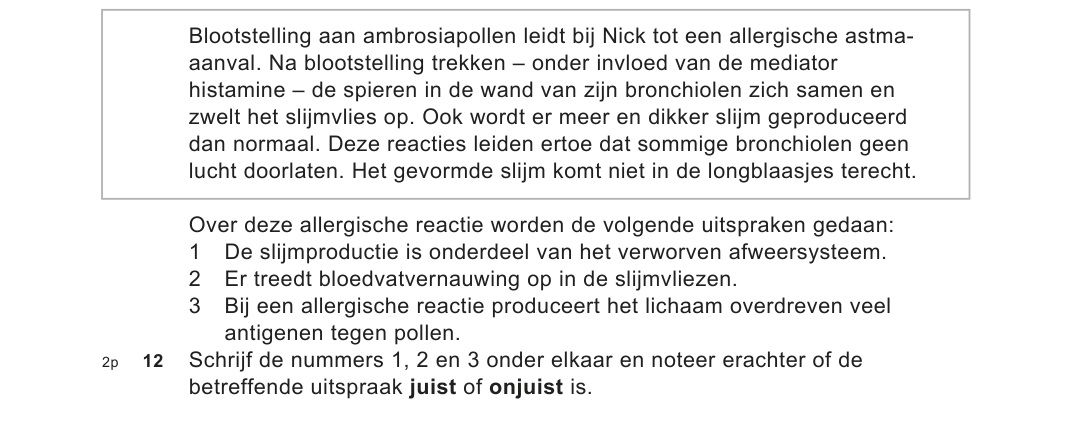 Blootstelling aan ambrosiapollen leidt bij Nick tot een allergische astma-
aanval. Na blootstelling trekken – onder invloed van de mediator
histamine – de spieren in de wand van zijn bronchiolen zich samen en
zwelt het slijmvlies op. Ook wordt er meer en dikker slijm geproduceerd
dan normaal. Deze reacties leiden ertoe dat sommige bronchiolen geen
lucht doorlaten. Het gevormde slijm komt niet in de longblaasjes terecht.
Over deze allergische reactie worden de volgende uitspraken gedaan:
1 De slijmproductie is onderdeel van het verworven afweersysteem.
2 Er treedt bloedvatvernauwing op in de slijmvliezen.
3 Bij een allergische reactie produceert het lichaam overdreven veel
antigenen tegen pollen.
2p 12 Schrijf de nummers 1, 2 en 3 onder elkaar en noteer erachter of de
betreffende uitspraak juist of onjuist is.